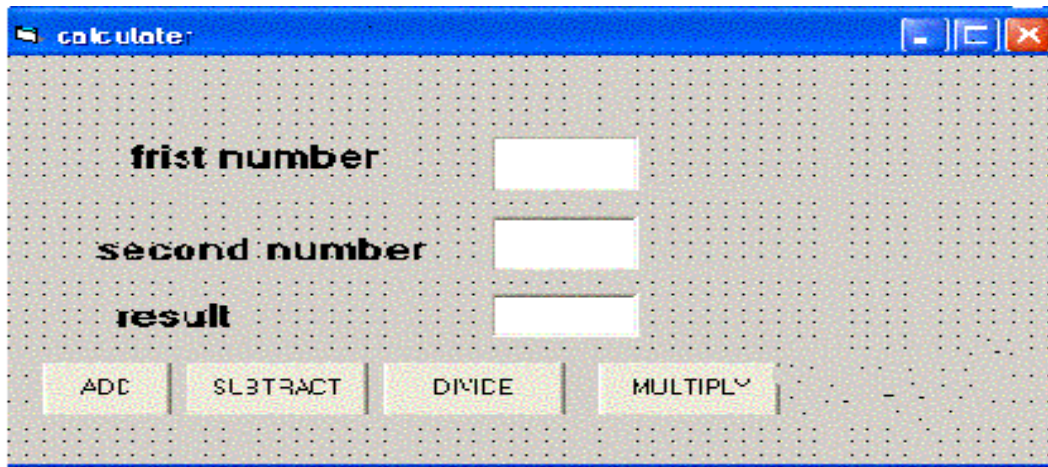 calculater
frist number
second number
result
ADD SUBTRACT DIVIDE MULTIPLY